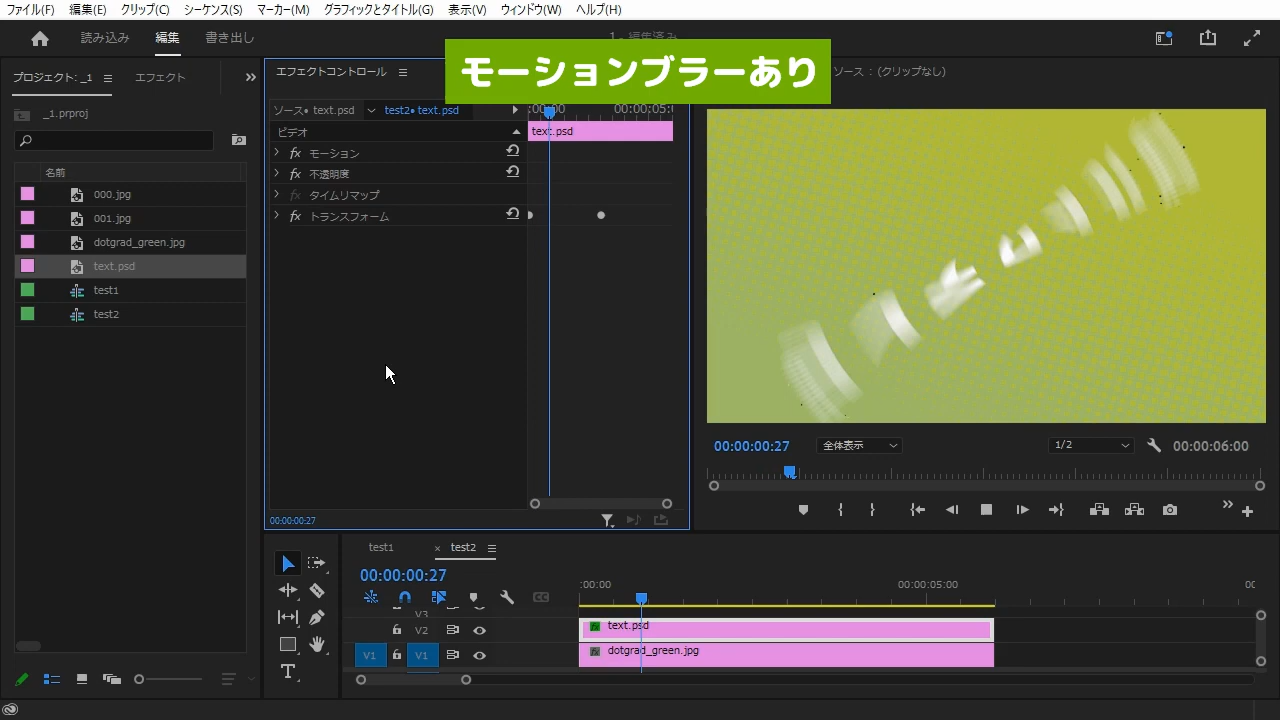 ファイル(F) 編集(E) クリップ(C) シーケンス(S) マーカー(M) グラフィックとタイトル(G) 表示(V) ウィンドウ(W) ヘルプ(H)
読み込み 編集 書き出し
モーションブラーあり
プロジェクト: _1 エフェクト
エフェクトコントロール
ソース: (クリップなし)
_1.prproj
ソース • text.psd test2 • text.psd
:00:00 00:00:05:
ビデオ
text.psd
fx モーション
fx 不透明度
fx タイムリマップ
fx トランスフォーム
名前
000.jpg
001.jpg
dotgrad_green.jpg
text.psd
test1
test2
00:00:00:27
00:00:00:27 全体表示 1/2 00:00:06:00
test1 × test2
00:00:00:27
:00:00 00:00:05:00 00
V3
V2
V1 V1
fx text.psd
fx dotgrad_green.jpg